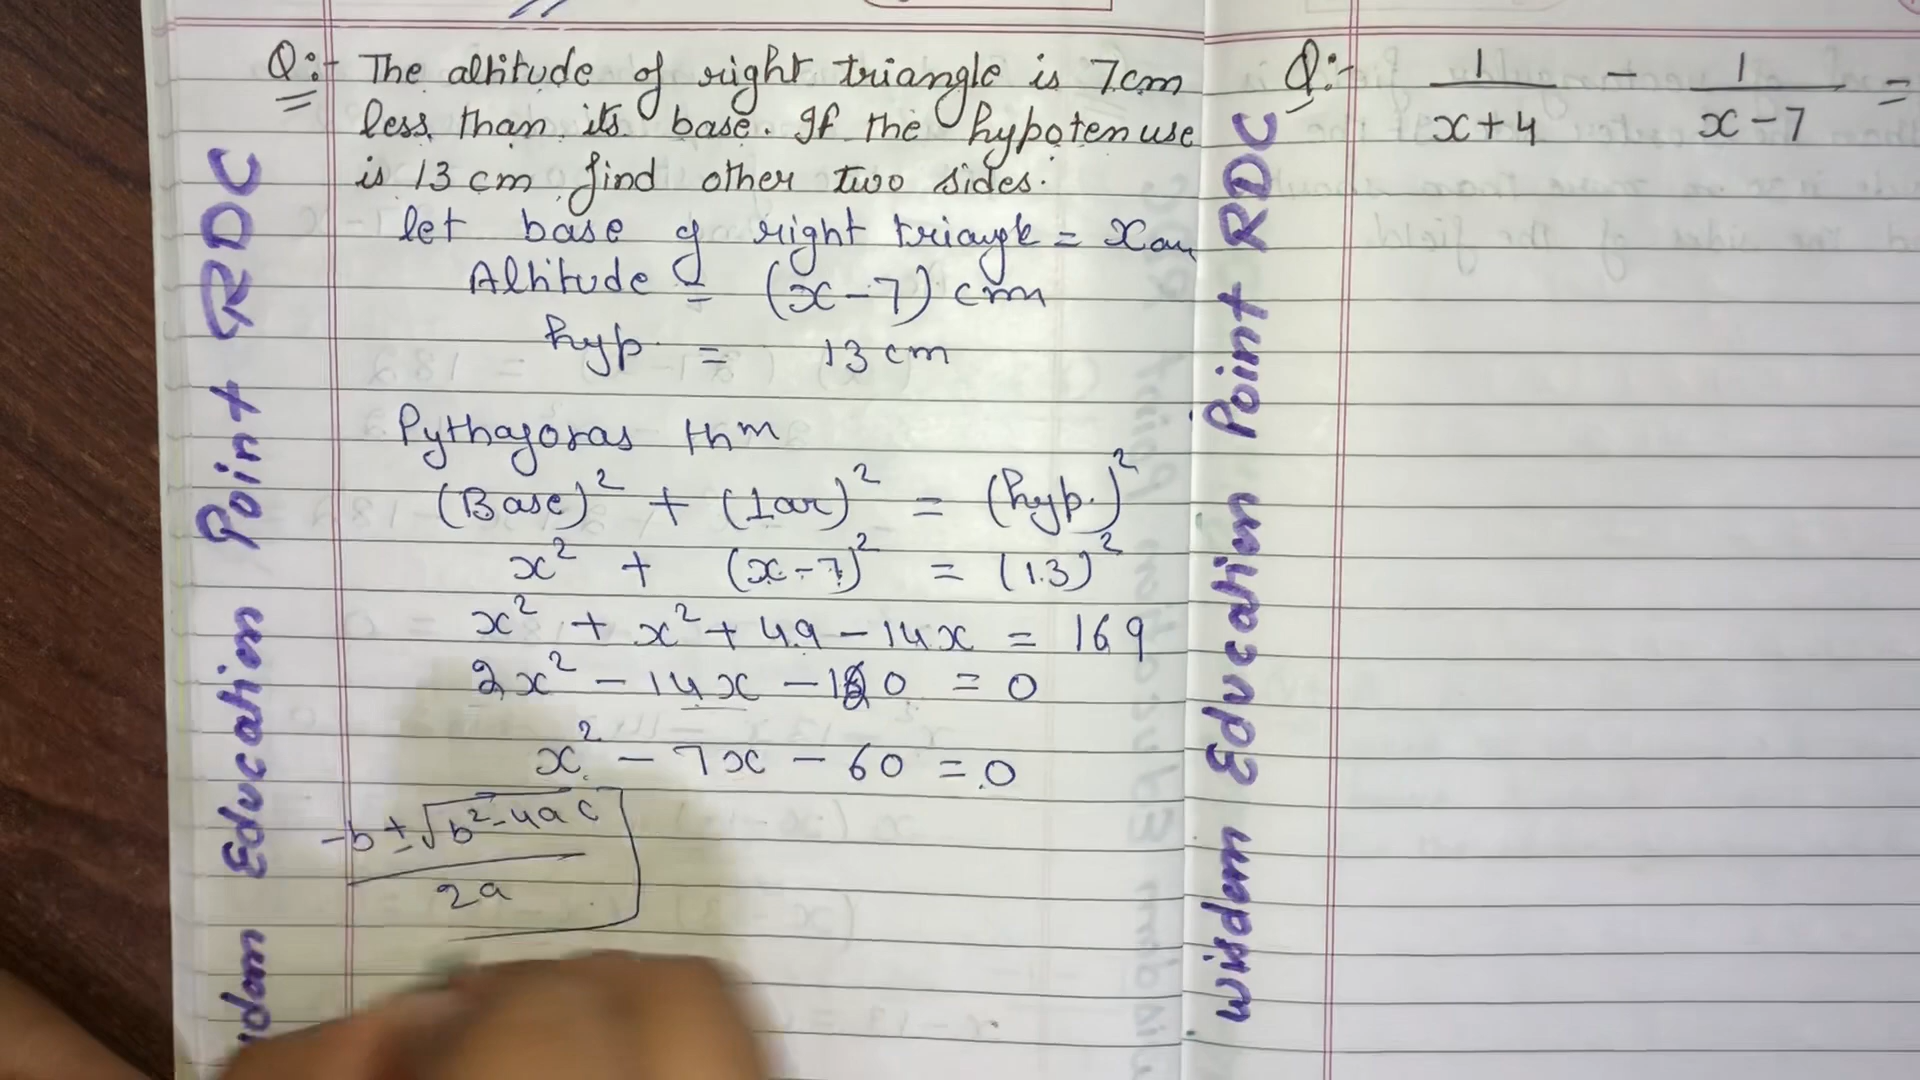 Q:- The altitude of right triangle is 7cm
less than its base. If the hypotenuse
is 13 cm find other two sides.
let base of right triangle = x cm
Altitude = (x-7) cm
hyp. = 13 cm
Pythagoras thm
(Base)² + (Lar)² = (hyp.)²
x² + (x-7)² = (13)²
x² + x² + 49 - 14x = 169
2x² - 14x - 120 = 0
x² - 7x - 60 = 0
-b ± √b²-4ac
2a
Q:- 1/x+4 - 1/x-7 =
Education Point RDC
Wisdom Education Point RDC